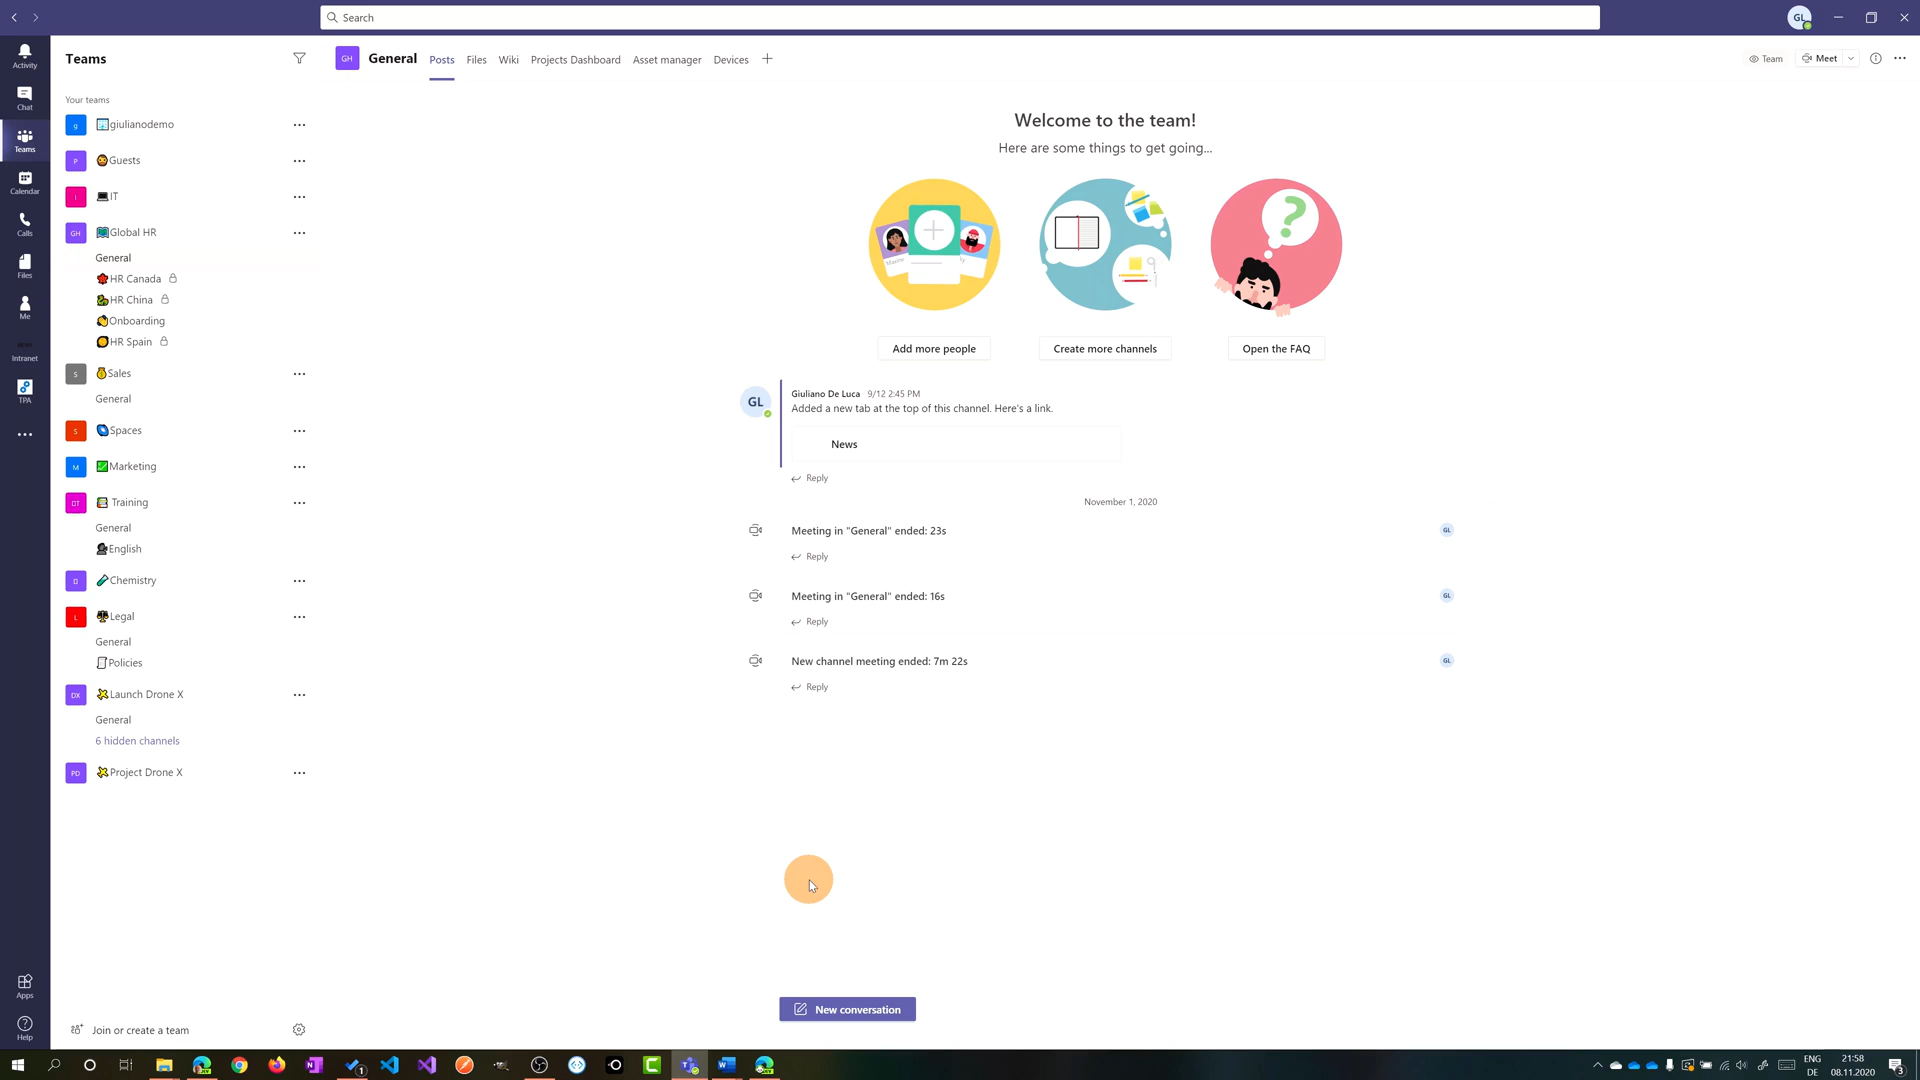 Search
GL
Activity
Chat
Teams
Calendar
Calls
Files
Me
Intranet
TPA
Apps
Help
Teams
Your teams
g giulianodemo
P Guests
I IT
GH Global HR
General
HR Canada
HR China
Onboarding
HR Spain
S Sales
General
S Spaces
M Marketing
Training
General
English
Chemistry
L Legal
General
Policies
DX Launch Drone X
General
6 hidden channels
PD Project Drone X
Join or create a team
GH General Posts Files Wiki Projects Dashboard Asset manager Devices
Team Meet
Welcome to the team!
Here are some things to get going...
Add more people Create more channels Open the FAQ
GL Giuliano De Luca 9/12 2:45 PM
Added a new tab at the top of this channel. Here's a link.
News
Reply
November 1, 2020
Meeting in "General" ended: 23s GL
Reply
Meeting in "General" ended: 16s GL
Reply
New channel meeting ended: 7m 22s GL
Reply
New conversation
ENG 21:58
DE 08.11.2020